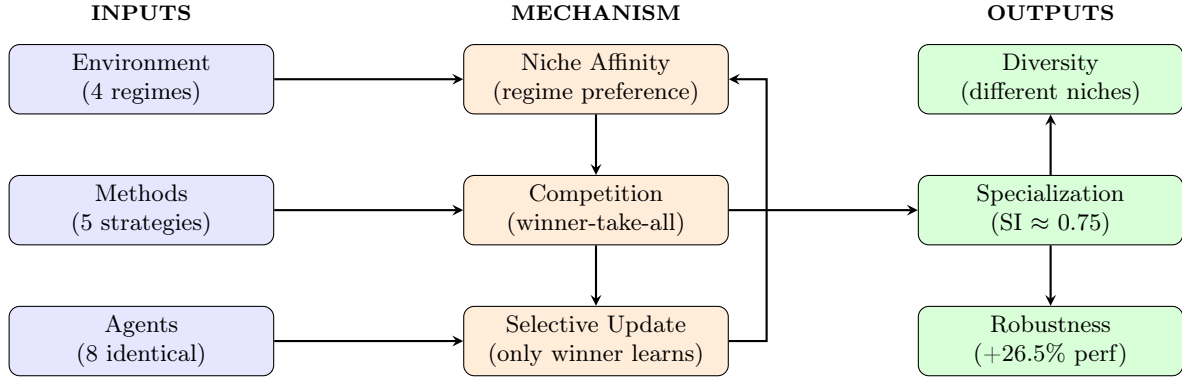 INPUTS
MECHANISM
OUTPUTS
Environment
(4 regimes)
Niche Affinity
(regime preference)
Diversity
(different niches)
Methods
(5 strategies)
Competition
(winner-take-all)
Specialization
(SI ≈ 0.75)
Agents
(8 identical)
Selective Update
(only winner learns)
Robustness
(+26.5% perf)